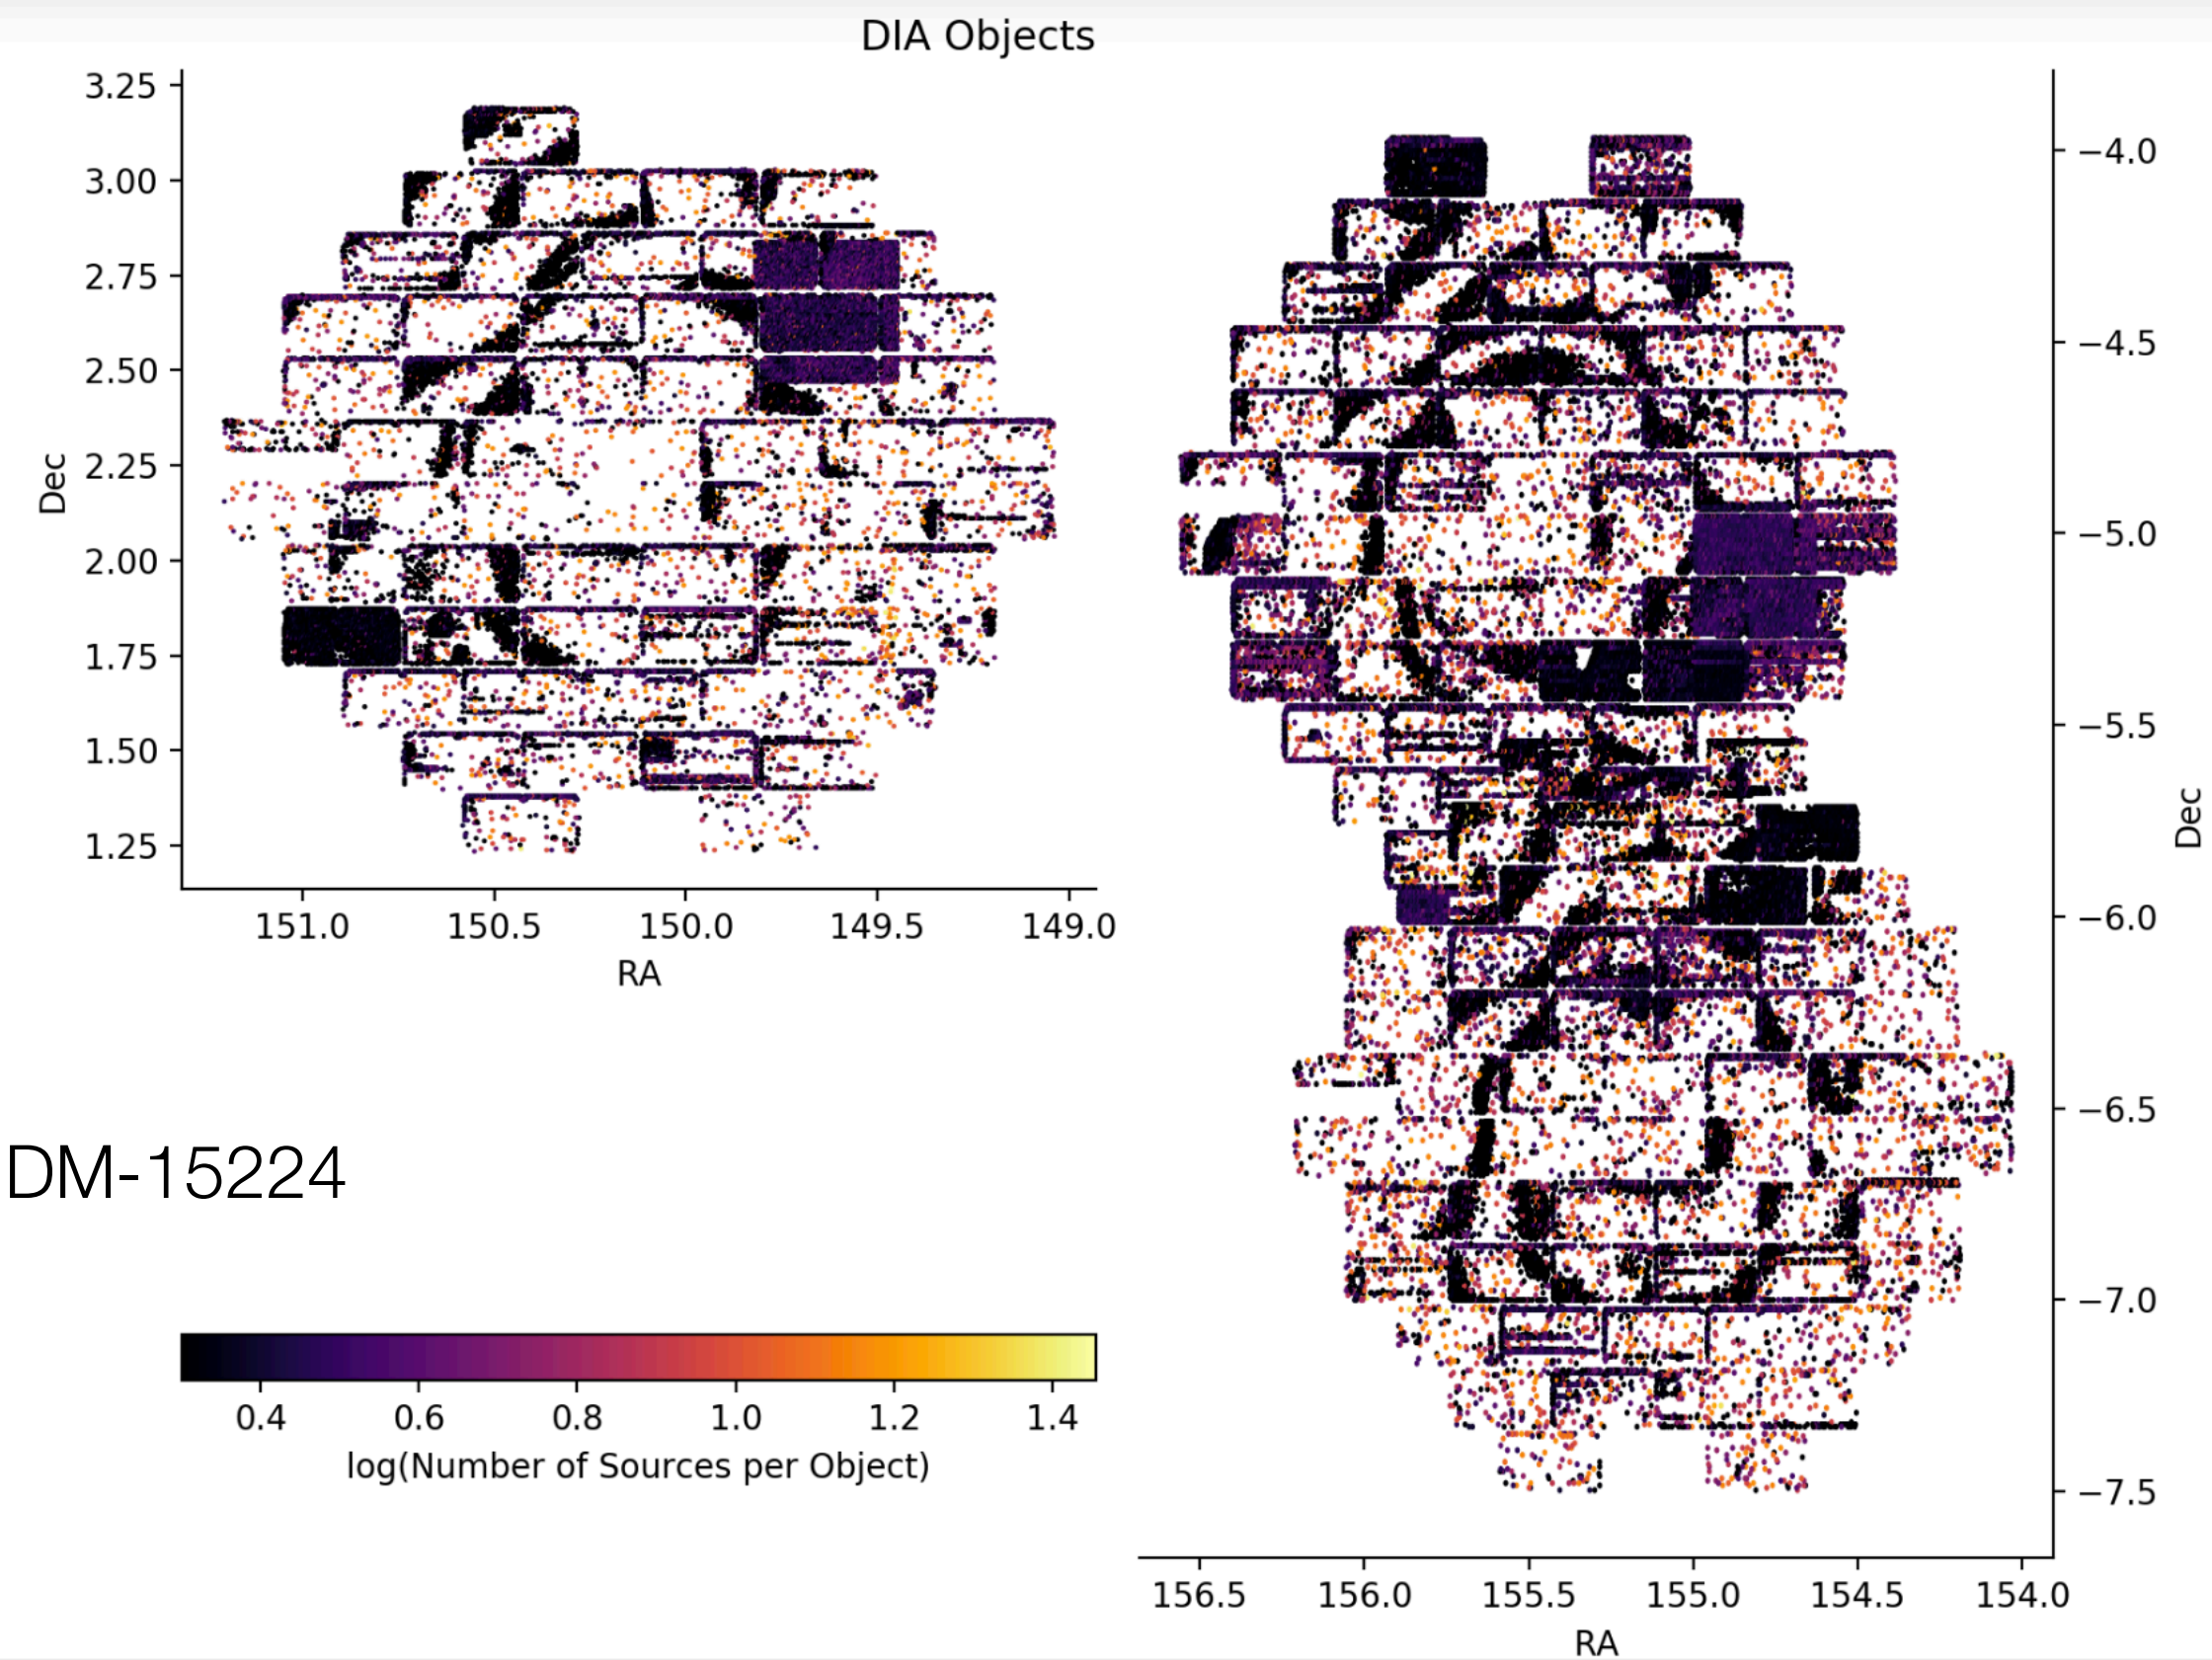 DIA Objects
3.25
3.00
2.75
2.50
2.25
2.00
1.75
1.50
1.25
Dec
151.0 150.5 150.0 149.5 149.0
RA
−4.0
−4.5
−5.0
−5.5
−6.0
−6.5
−7.0
−7.5
Dec
156.5 156.0 155.5 155.0 154.5 154.0
RA
DM-15224
0.4 0.6 0.8 1.0 1.2 1.4
log(Number of Sources per Object)